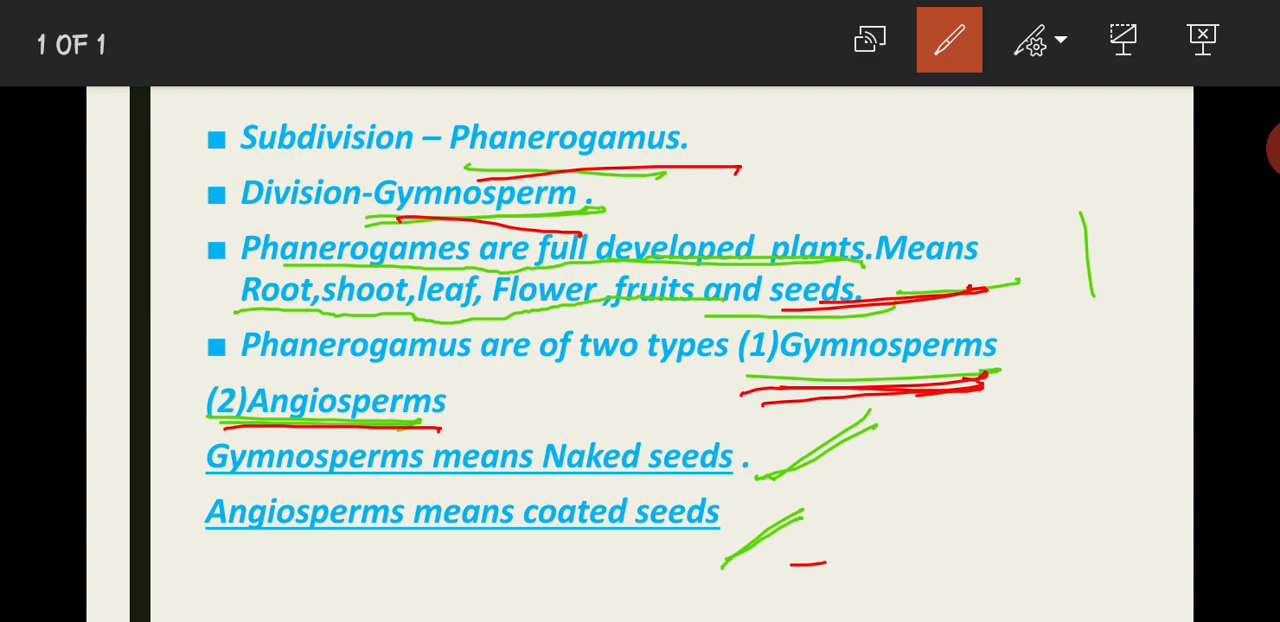 1 OF 1
Subdivision – Phanerogamus.
Division-Gymnosperm .
Phanerogames are full developed plants.Means
Root,shoot,leaf, Flower ,fruits and seeds.
Phanerogamus are of two types (1)Gymnosperms
(2)Angiosperms
Gymnosperms means Naked seeds .
Angiosperms means coated seeds